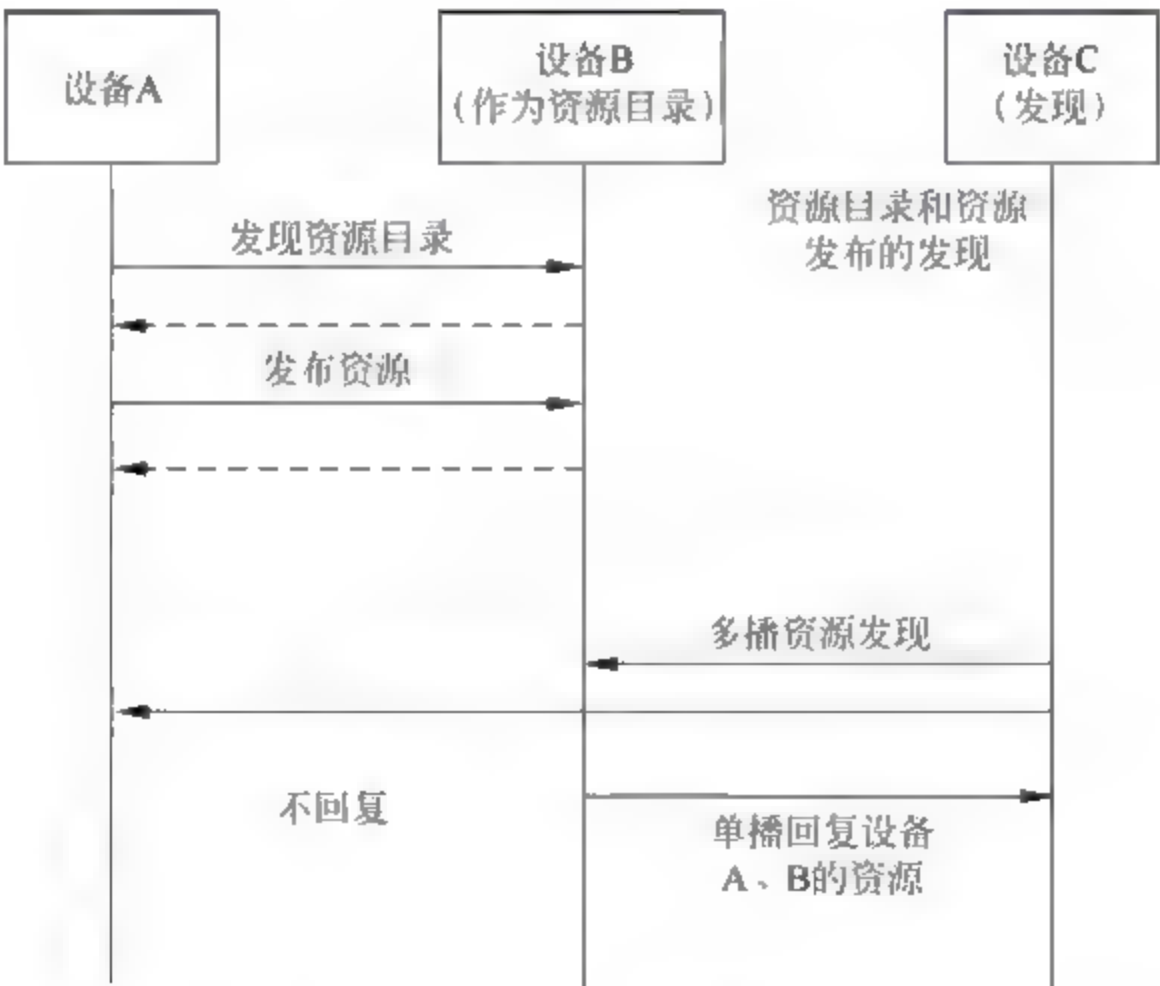 设备A
设备B
(作为资源目录)
设备C
(发现)
资源目录和资源
发布的发现
发现资源目录
发布资源
多播资源发现
不回复
单播回复设备
A、B的资源